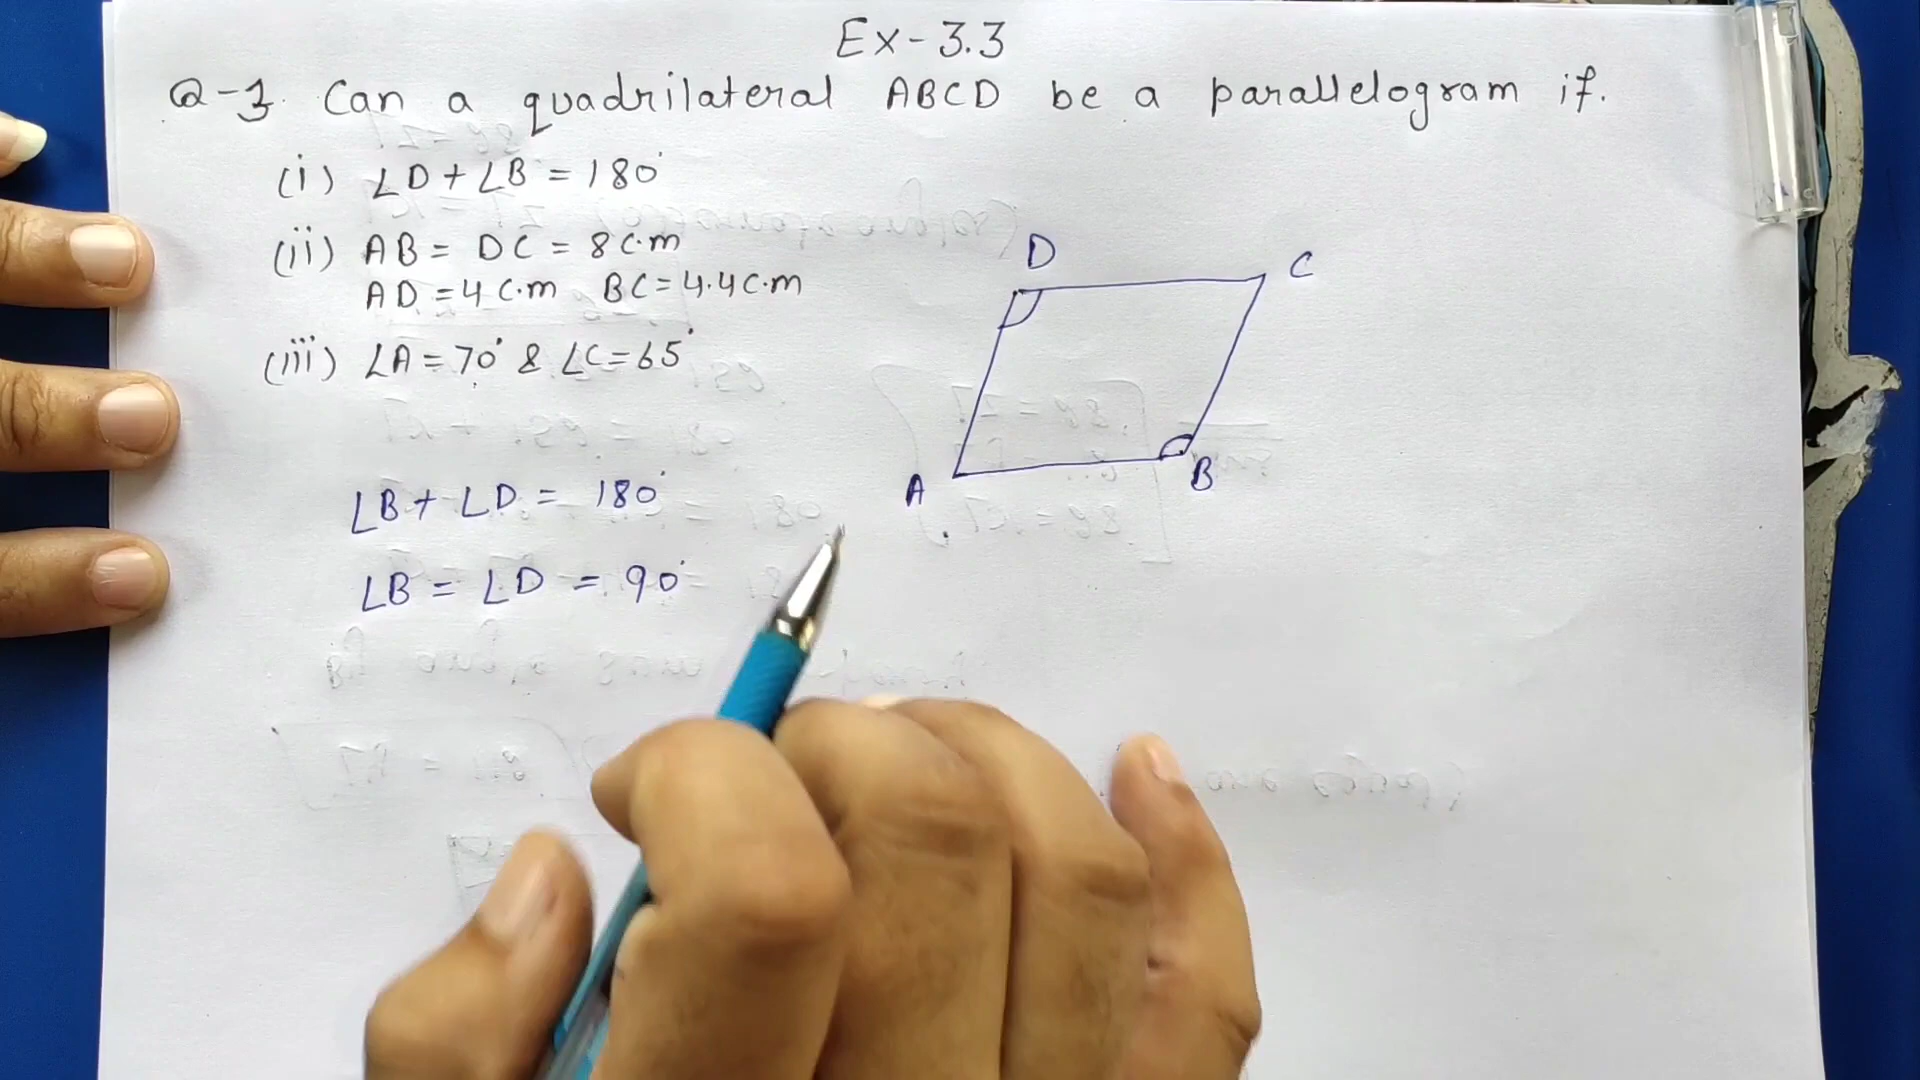 Ex-3.3
Q-3. Can a quadrilateral ABCD be a parallelogram if.
(i) ∠D + ∠B = 180°
(ii) AB = DC = 8 c.m
AD = 4 c.m BC = 4.4 c.m
(iii) ∠A = 70° & ∠C = 65°
D C
A B
∠B + ∠D = 180°
∠B = ∠D = 90°